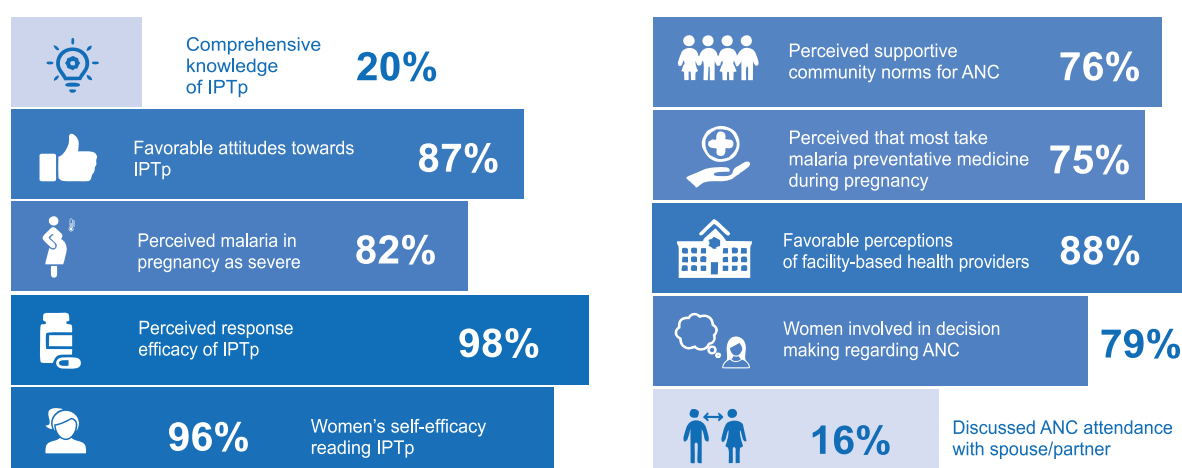 Comprehensive
knowledge
of IPTp
20%
Favorable attitudes towards
IPTp
87%
Perceived malaria in
pregnancy as severe
82%
Perceived response
efficacy of IPTp
98%
96%
Women's self-efficacy
reading IPTp
Perceived supportive
community norms for ANC
76%
Perceived that most take
malaria preventative medicine
during pregnancy
75%
Favorable perceptions
of facility-based health providers
88%
Women involved in decision
making regarding ANC
79%
16%
Discussed ANC attendance
with spouse/partner